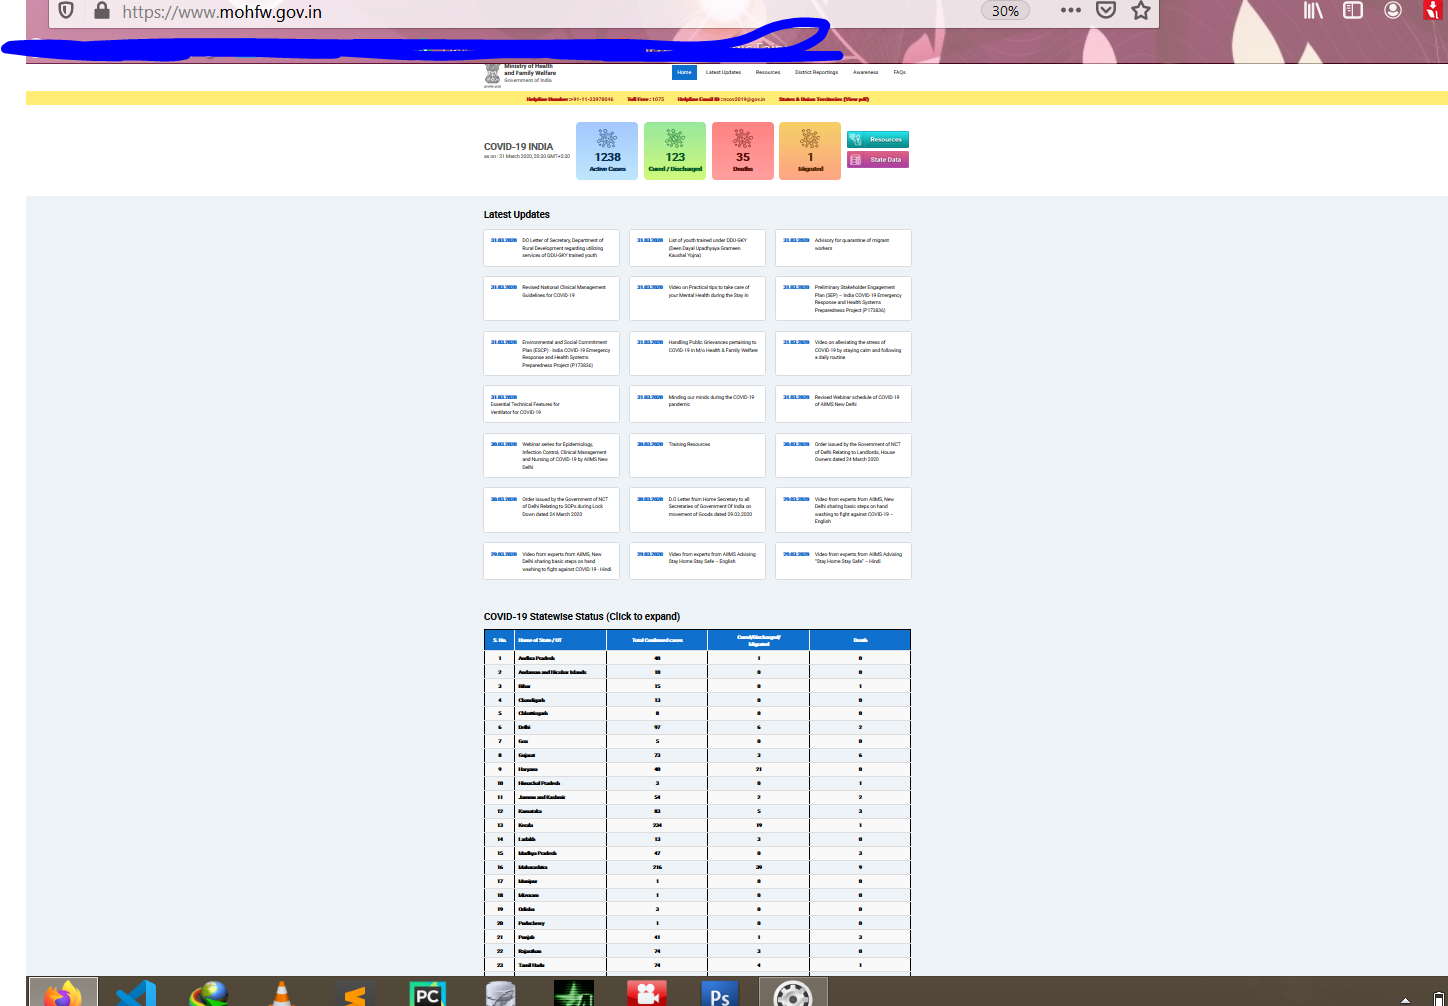 https://www.mohfw.gov.in
30%
Ministry of Health
and Family Welfare
Government of India
Home Latest Updates Resources District Reportings Awareness FAQs
Helpline Number :+91-11-23978046 Toll Free : 1075 Helpline Email ID : ncov2019@gov.in States & Union Territories (View pdf)
COVID-19 INDIA
as on : 31 March 2020, 20:30 GMT+5:30
1238
Active Cases
123
Cured / Discharged
35
Deaths
1
Migrated
Resources
State Data
Latest Updates
31.03.2020 DO Letter of Secretary, Department of
Rural Development regarding utilizing
services of DDU-GKY trained youth
31.03.2020 List of youth trained under DDU-GKY
(Deen Dayal Upadhyaya Grameen
Kaushal Yojna)
31.03.2020 Advisory for quarantine of migrant
workers
31.03.2020 Revised National Clinical Management
Guidelines for COVID-19
31.03.2020 Video on Practical tips to take care of
your Mental Health during the Stay In
31.03.2020 Preliminary Stakeholder Engagement
Plan (SEP) – India COVID-19 Emergency
Response and Health Systems
Preparedness Project (P173836)
31.03.2020 Environmental and Social Commitment
Plan (ESCP) - India COVID-19 Emergency
Response and Health Systems
Preparedness Project (P173836)
31.03.2020 Handling Public Grievances pertaining to
COVID-19 in M/o Health & Family Welfare
31.03.2020 Video on alleviating the stress of
COVID-19 by staying calm and following
a daily routine
31.03.2020
Essential Technical Features for
Ventilator for COVID-19
31.03.2020 Minding our minds during the COVID-19
pandemic
31.03.2020 Revised Webinar schedule of COVID-19
of AIIMS New Delhi
30.03.2020 Webinar series for Epidemiology,
Infection Control, Clinical Management
and Nursing of COVID-19 by AIIMS New
Delhi
30.03.2020 Training Resources
30.03.2020 Order issued by the Government of NCT
of Delhi Relating to Landlords, House
Owners dated 24 March 2020
30.03.2020 Order issued by the Government of NCT
of Delhi Relating to SOPs during Lock
Down dated 24 March 2020
30.03.2020 D.O Letter from Home Secretary to all
Secretaries of Government Of India on
movement of Goods dated 29.03.2020
29.03.2020 Video from experts from AIIMS, New
Delhi sharing basic steps on hand
washing to fight against COVID-19 –
English
29.03.2020 Video from experts from AIIMS, New
Delhi sharing basic steps on hand
washing to fight against COVID-19 - Hindi
29.03.2020 Video from experts from AIIMS Advising
Stay Home Stay Safe – English
29.03.2020 Video from experts from AIIMS Advising
"Stay Home Stay Safe" – Hindi
COVID-19 Statewise Status (Click to expand)
S. No. Name of State / UT Total Confirmed cases Cured/Discharged/ Death
Migrated
1 Andhra Pradesh 40 1 0
2 Andaman and Nicobar Islands 10 0 0
3 Bihar 15 0 1
4 Chandigarh 13 0 0
5 Chhattisgarh 8 0 0
6 Delhi 97 6 2
7 Goa 5 0 0
8 Gujarat 73 3 6
9 Haryana 40 21 0
10 Himachal Pradesh 3 0 1
11 Jammu and Kashmir 54 2 2
12 Karnataka 83 5 3
13 Kerala 234 19 1
14 Ladakh 13 3 0
15 Madhya Pradesh 47 0 3
16 Maharashtra 216 39 9
17 Manipur 1 0 0
18 Mizoram 1 0 0
19 Odisha 3 0 0
20 Puducherry 1 0 0
21 Punjab 41 1 3
22 Rajasthan 74 3 0
23 Tamil Nadu 74 4 1
PC
Ps